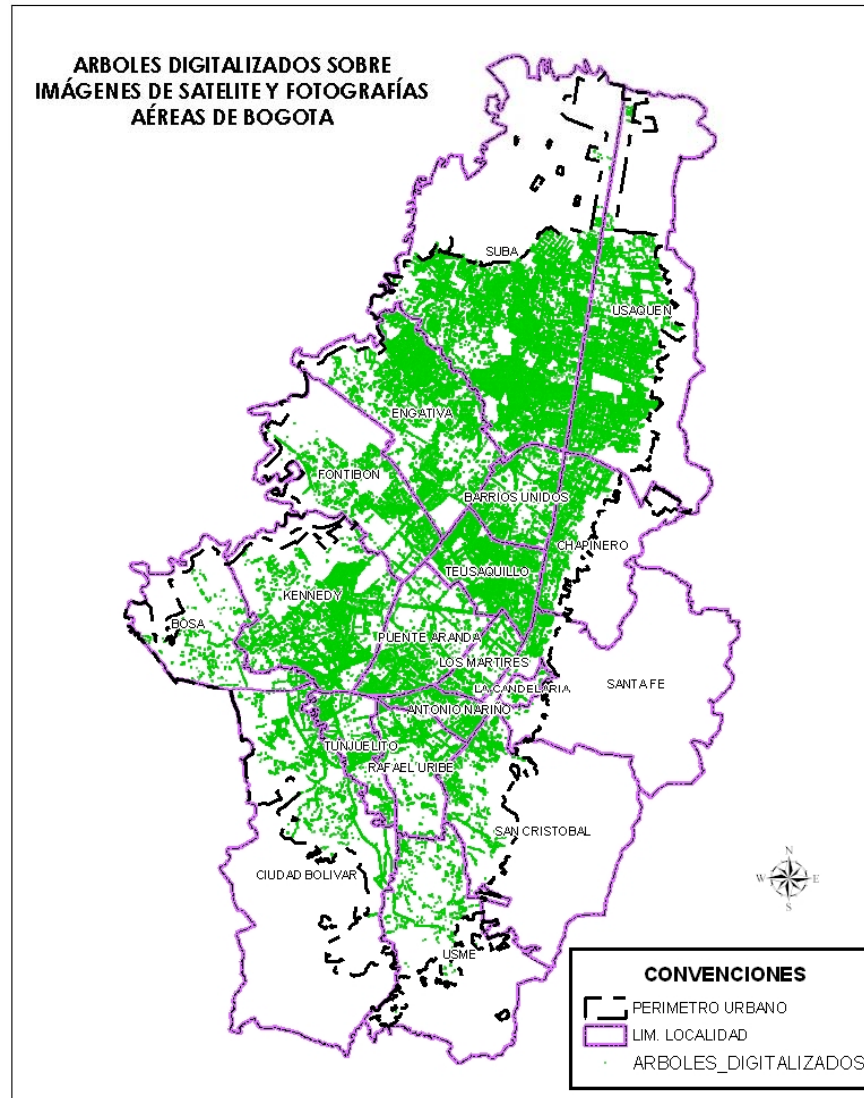 ARBOLES DIGITALIZADOS SOBRE
IMÁGENES DE SATELITE Y FOTOGRAFÍAS
AÉREAS DE BOGOTA
SUBA
USAQUEN
ENGATIVA
FONTIBON
BARRIOS UNIDOS
CHAPINERO
TEUSAQUILLO
KENNEDY
BOSA
PUENTE ARANDA
LOS MARTIRES
SANTA FE
LA CANDELARIA
ANTONIO NARIÑO
TUNJUELITO
RAFAEL URIBE
SAN CRISTOBAL
CIUDAD BOLIVAR
USME
N
W E
S
CONVENCIONES
PERIMETRO URBANO
LIM. LOCALIDAD
ARBOLES_DIGITALIZADOS